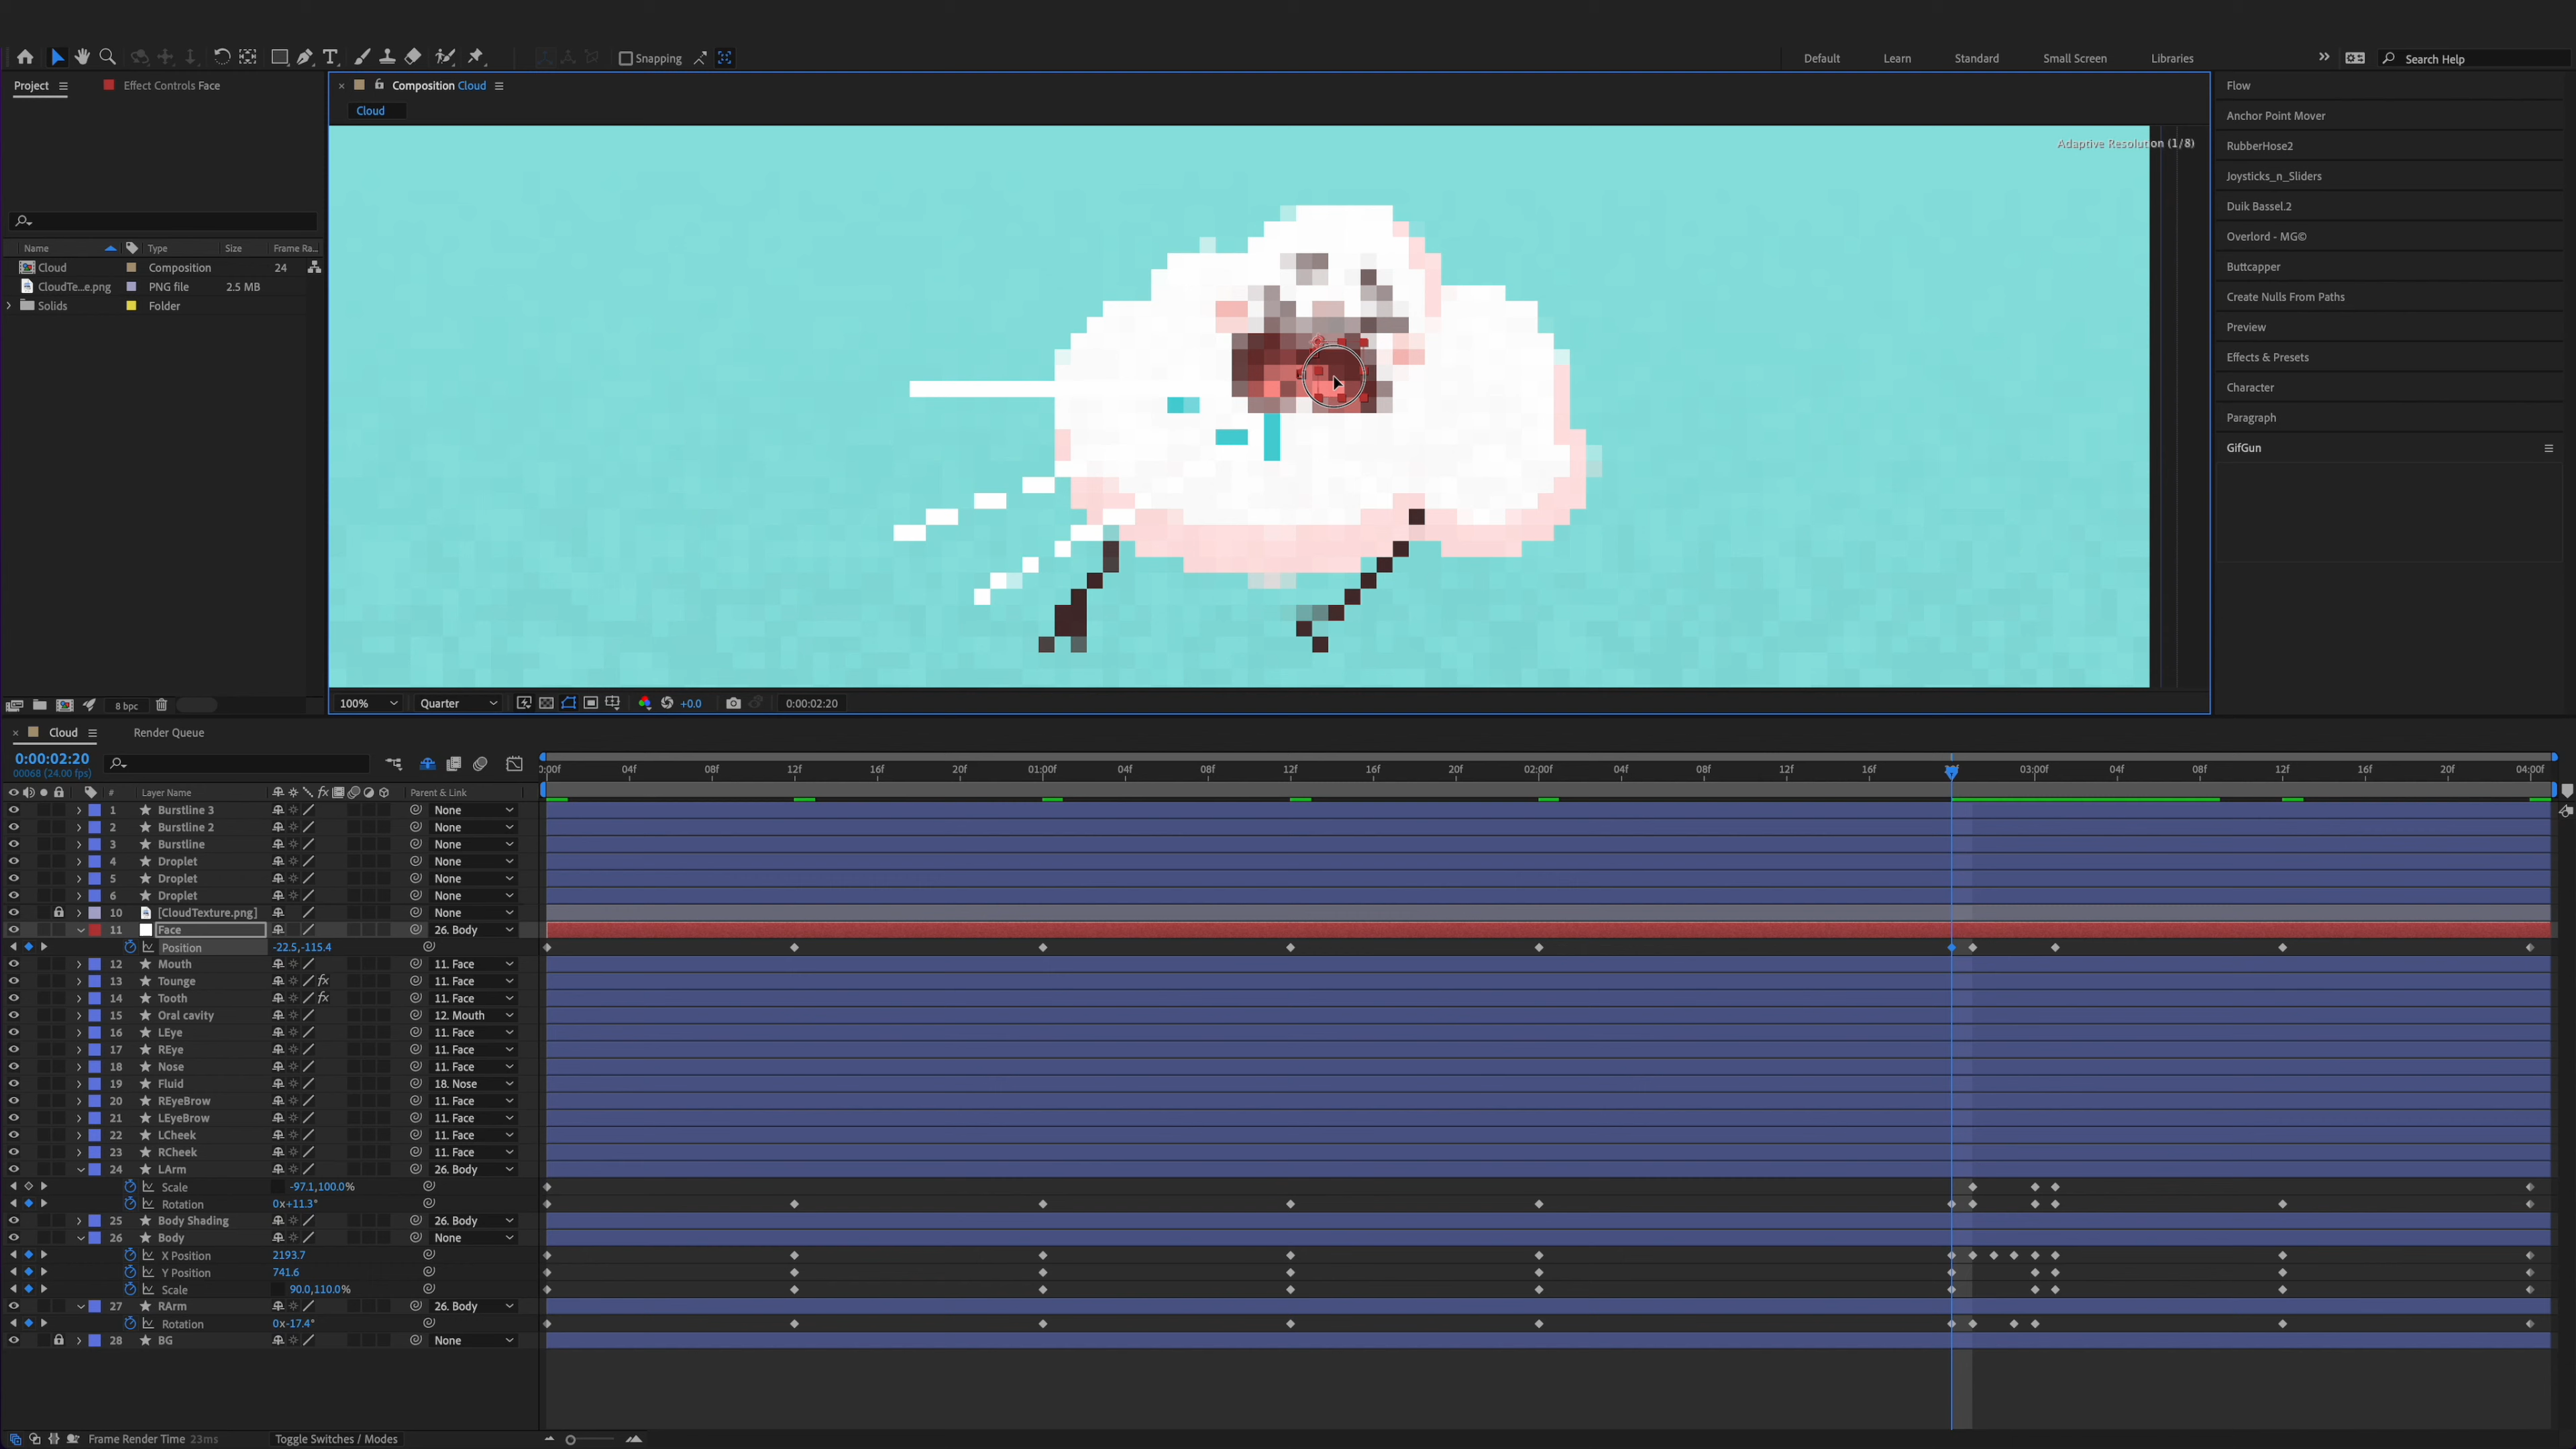 Snapping
Default Learn Standard Small Screen Libraries Search Help
Project Effect Controls Face
Composition Cloud
Cloud
Adaptive Resolution (1/8)
Name Type Size Frame Ra...
Cloud Composition 24
CloudTe...e.png PNG file 2.5 MB
Solids Folder
8 bpc
100% Quarter +0.0 0:00:02:20
Flow
Anchor Point Mover
RubberHose2
Joysticks_n_Sliders
Duik Bassel.2
Overlord - MG©
Buttcapper
Create Nulls From Paths
Preview
Effects & Presets
Character
Paragraph
GifGun
Cloud Render Queue
0:00:02:20
00068 (24.00 fps)
0:00f 04f 08f 12f 16f 20f 01:00f 04f 08f 12f 16f 20f 02:00f 04f 08f 12f 16f 03:00f 04f 08f 12f 16f 20f 04:00f
# Layer Name fx Parent & Link
1 Burstline 3 None
2 Burstline 2 None
3 Burstline None
4 Droplet None
5 Droplet None
6 Droplet None
10 [CloudTexture.png] None
11 Face 26. Body
Position -22.5,-115.4
12 Mouth 11. Face
13 Tounge fx 11. Face
14 Tooth fx 11. Face
15 Oral cavity 12. Mouth
16 LEye 11. Face
17 REye 11. Face
18 Nose 11. Face
19 Fluid 18. Nose
20 REyeBrow 11. Face
21 LEyeBrow 11. Face
22 LCheek 11. Face
23 RCheek 11. Face
24 LArm 26. Body
Scale -97.1,100.0%
Rotation 0x+11.3°
25 Body Shading 26. Body
26 Body None
X Position 2193.7
Y Position 741.6
Scale 90.0,110.0%
27 RArm 26. Body
Rotation 0x-17.4°
28 BG None
Frame Render Time 23ms Toggle Switches / Modes